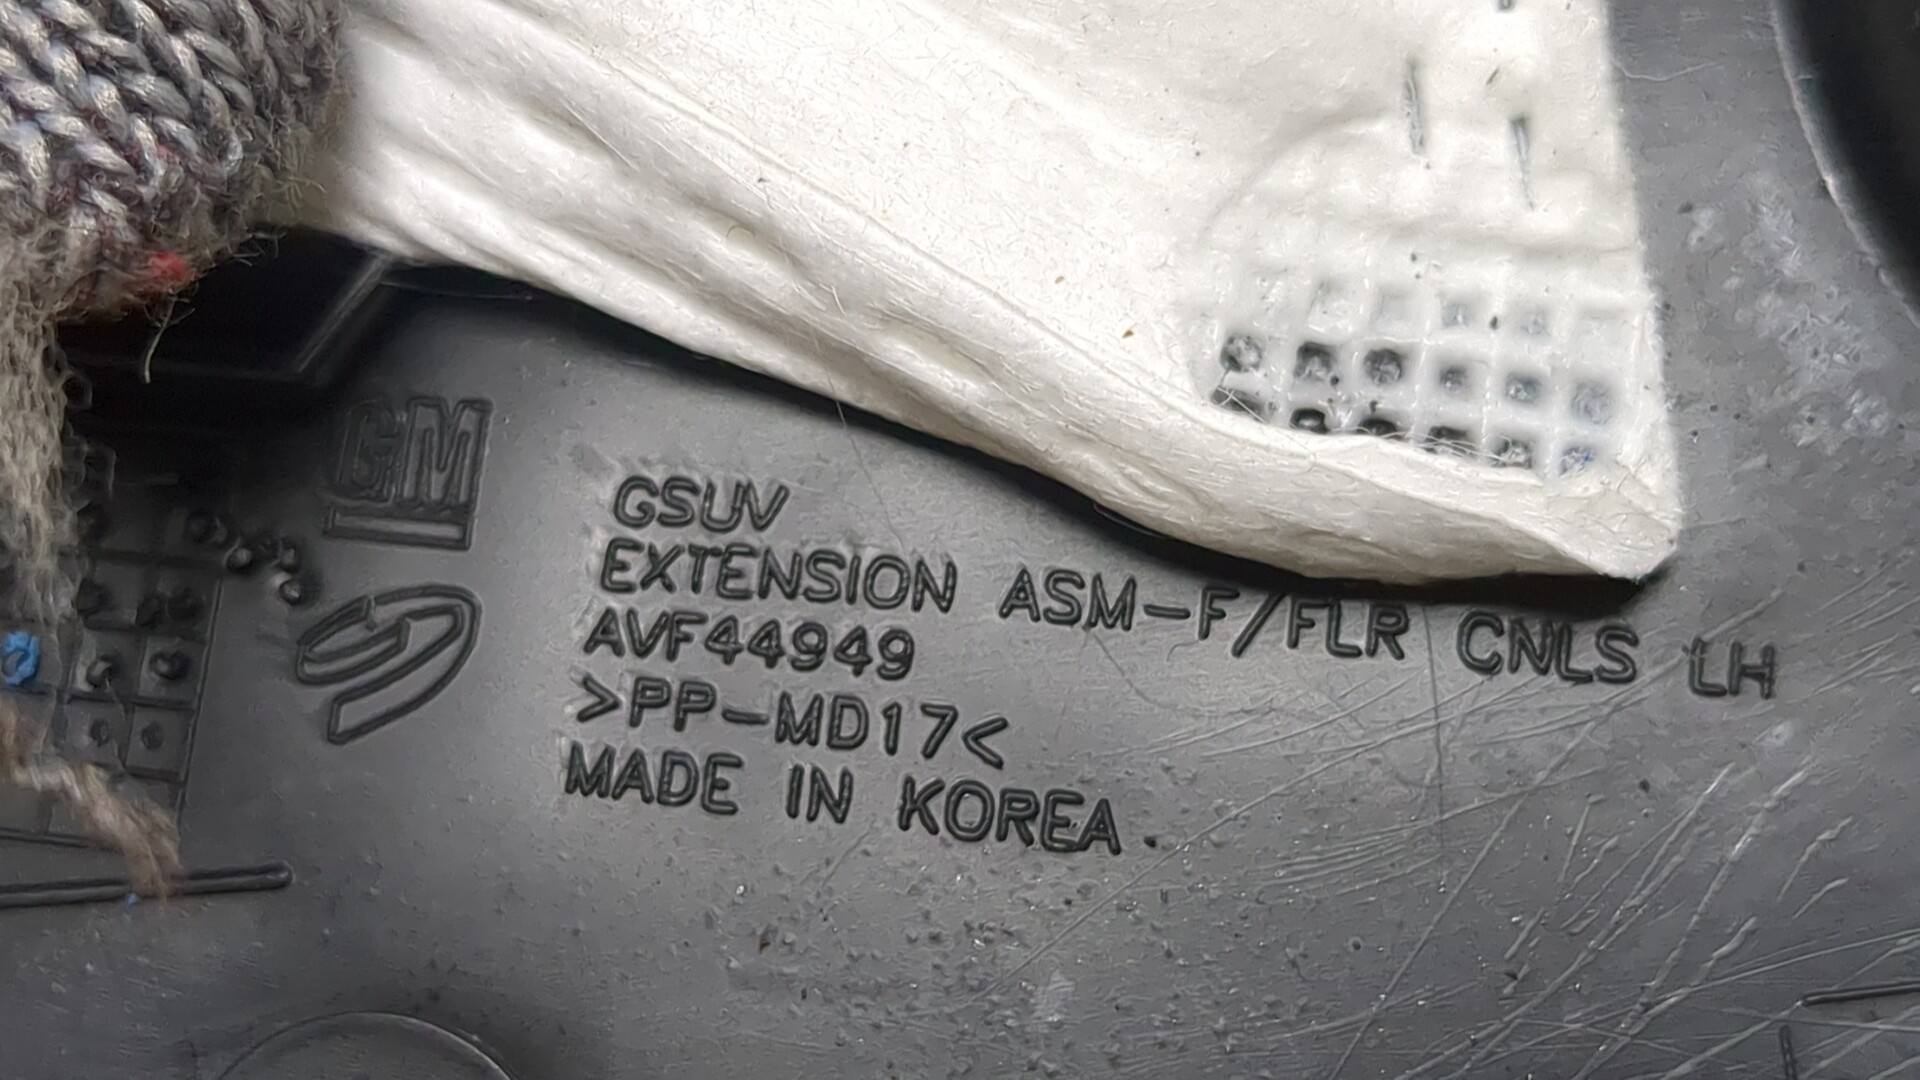 GM
GSUV
EXTENSION ASM-F/FLR CNLS LH
AVF44949
>PP-MD17<
MADE IN KOREA